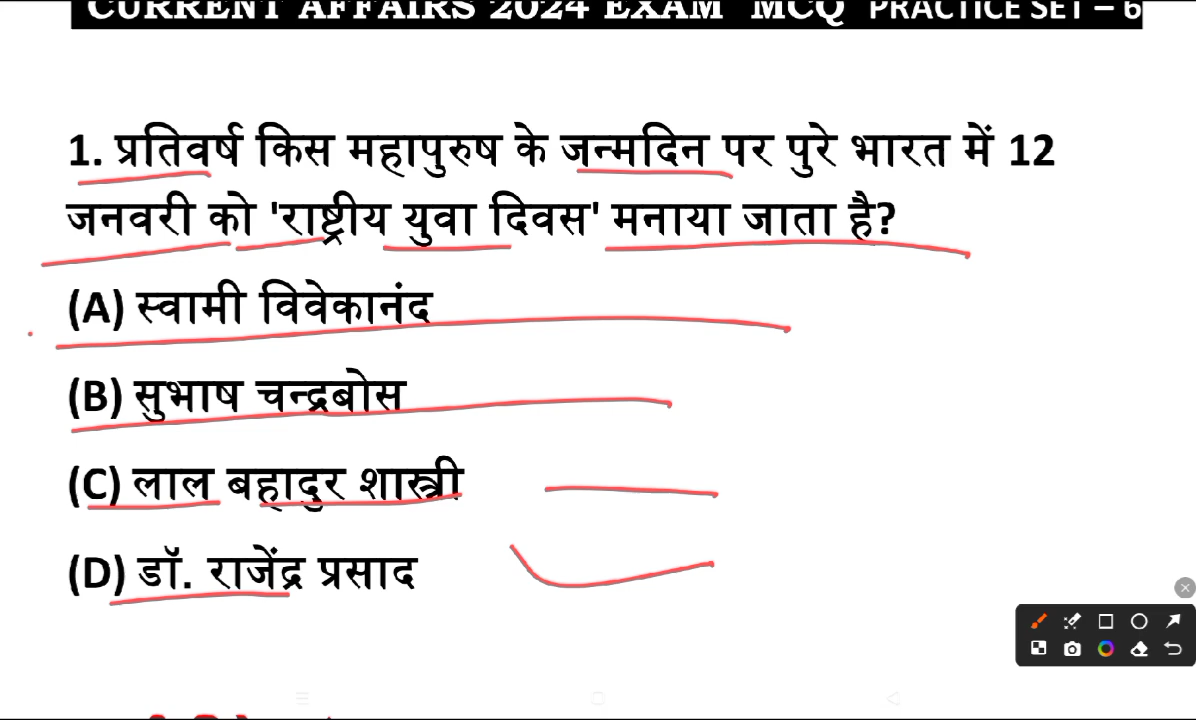 CURRENT AFFAIRS 2024 EXAM MCQ PRACTICE SET – 6
1. प्रतिवर्ष किस महापुरुष के जन्मदिन पर पुरे भारत में 12
जनवरी को 'राष्ट्रीय युवा दिवस' मनाया जाता है?
(A) स्वामी विवेकानंद
(B) सुभाष चन्द्रबोस
(C) लाल बहादुर शास्त्री
(D) डॉ. राजेंद्र प्रसाद